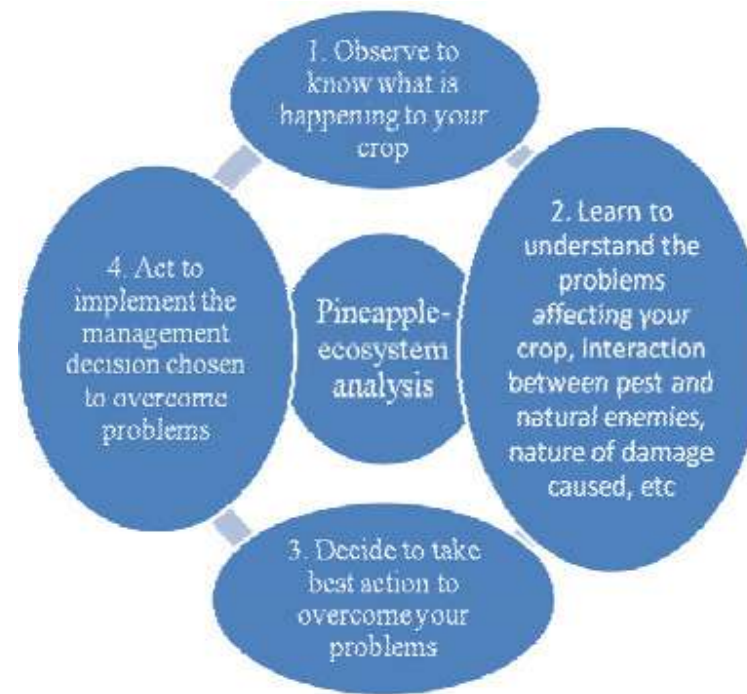 1. Observe to
know what is
happening to your
crop
2. Learn to
understand the
problems
affecting your
crop, interaction
between pest and
natural enemies,
nature of damage
caused, etc
3. Decide to take
best action to
overcome your
problems
4. Act to
implement the
management
decision chosen
to overcome
problems
Pineapple-
ecosystem
analysis